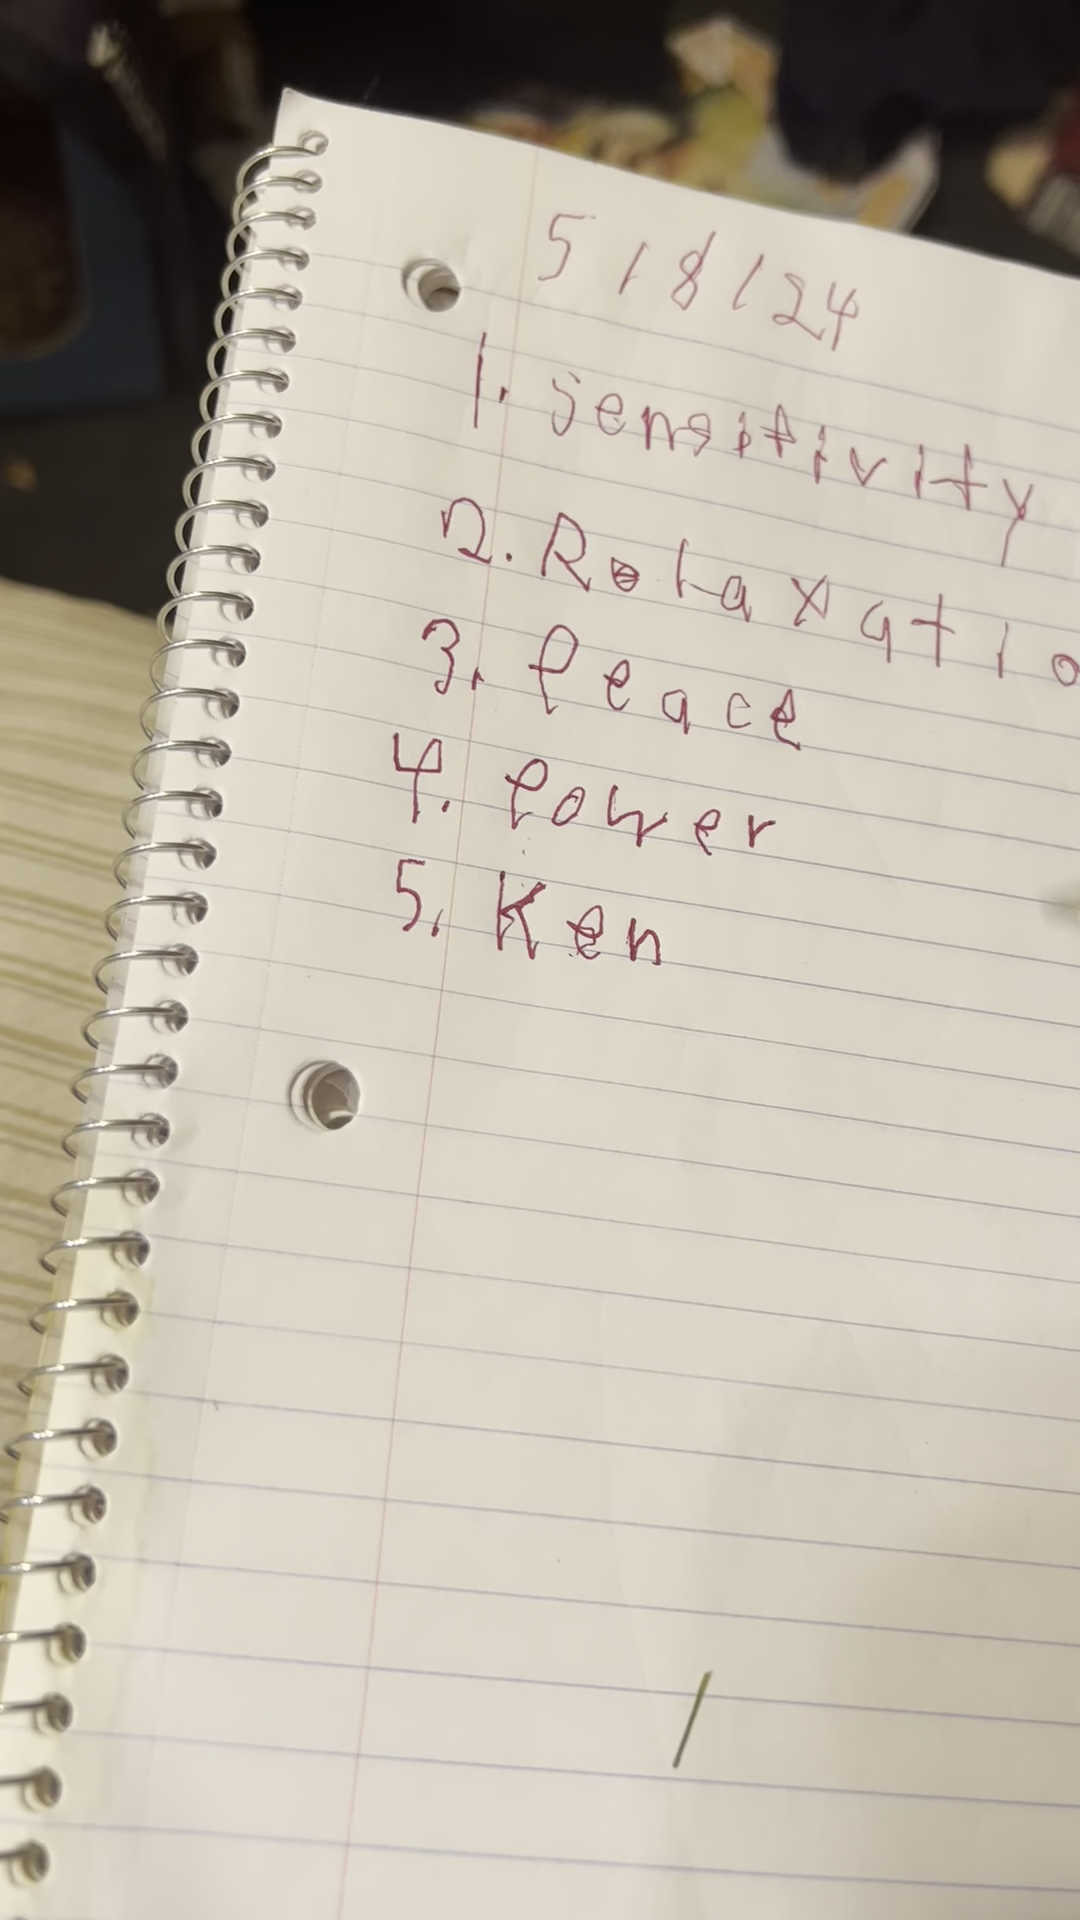 5/8/24
1. Sensitivity
2. Relaxatio
3. Peace
4. Power
5. Ken